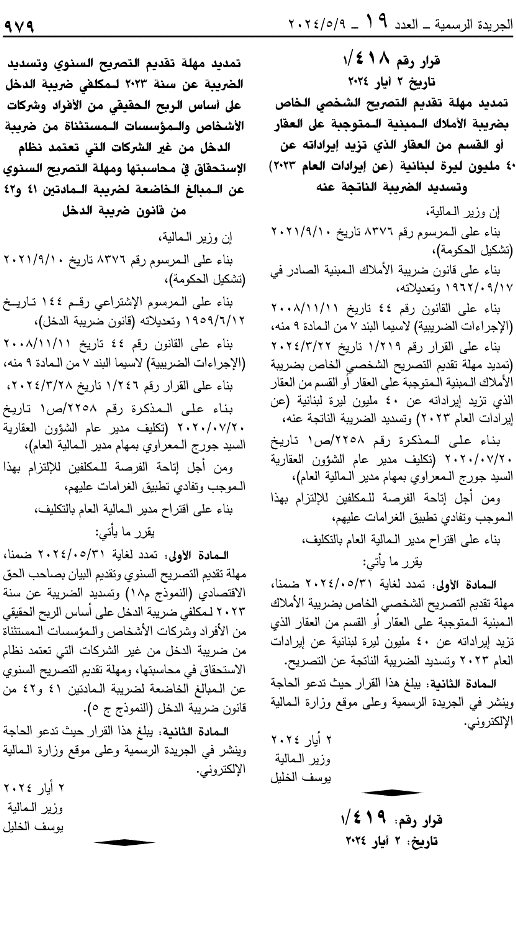 الجريدة الرسمية ــ العدد ١٩ ــ ٢٠٢٤/٥/٩
٩٧٩
قرار رقم ١/٤١٨
تاريخ ٢ أيار ٢٠٢٤
تمديد مهلة تقديم التصريح الشخصي الخاص
بضريبة الأملاك المبنية المتوجبة على العقار
أو القسم من العقار الذي تزيد إيراداته عن
٤٠ مليون ليرة لبنانية (عن إيرادات العام ٢٠٢٣)
وتسديد الضريبة الناتجة عنه
إن وزير المالية،
بناء على المرسوم رقم ٨٣٧٦ تاريخ ٢٠٢١/٩/١٠
(تشكيل الحكومة)،
بناء على قانون ضريبة الأملاك المبنية الصادر في
١٩٦٢/٠٩/١٧ وتعديلاته،
بناء على القانون رقم ٤٤ تاريخ ٢٠٠٨/١١/١١
(الإجراءات الضريبية) لاسيما البند ٧ من المادة ٩ منه،
بناء على القرار رقم ١/٢١٩ تاريخ ٢٠٢٤/٣/٢٢
(تمديد مهلة تقديم التصريح الشخصي الخاص بضريبة
الأملاك المبنية المتوجبة على العقار أو القسم من العقار
الذي تزيد إيراداته عن ٤٠ مليون ليرة لبنانية (عن
إيرادات العام ٢٠٢٣) وتسديد الضريبة الناتجة عنه،
بناء على المذكرة رقم ٢٢٥٨/ص١ تاريخ
٢٠٢٠/٠٧/٢٠ (تكليف مدير عام الشؤون العقارية
السيد جورج المعراوي بمهام مدير المالية العام)،
ومن أجل إتاحة الفرصة للمكلفين للإلتزام بهذا
الموجب وتفادي تطبيق الغرامات عليهم،
بناء على اقتراح مدير المالية العام بالتكليف،
يقرر ما يأتي:
المادة الأولى: تمدد لغاية ٢٠٢٤/٠٥/٣١ ضمنا،
مهلة تقديم التصريح الشخصي الخاص بضريبة الأملاك
المبنية المتوجبة على العقار أو القسم من العقار الذي
تزيد إيراداته عن ٤٠ مليون ليرة لبنانية عن إيرادات
العام ٢٠٢٣ وتسديد الضريبة الناتجة عن التصريح.
المادة الثانية: يبلغ هذا القرار حيث تدعو الحاجة
وينشر في الجريدة الرسمية وعلى موقع وزارة المالية
الإلكتروني.
٢ أيار ٢٠٢٤
وزير المالية
يوسف الخليل
قرار رقم: ١/٤١٩
تاريخ: ٢ أيار ٢٠٢٤
تمديد مهلة تقديم التصريح السنوي وتسديد
الضريبة عن سنة ٢٠٢٣ لمكلفي ضريبة الدخل
على أساس الربح الحقيقي من الأفراد وشركات
الأشخاص والمؤسسات المستثناة من ضريبة
الدخل من غير الشركات التي تعتمد نظام
الإستحقاق في محاسبتها ومهلة تقديم التصريح السنوي
عن المبالغ الخاضعة لضريبة المادتين ٤١ و٤٢
من قانون ضريبة الدخل
إن وزير المالية،
بناء على المرسوم رقم ٨٣٧٦ تاريخ ٢٠٢١/٩/١٠
(تشكيل الحكومة)،
بناء على المرسوم الإشتراعي رقم ١٤٤ تاريخ
١٩٥٩/٦/١٢ وتعديلاته (قانون ضريبة الدخل)،
بناء على القانون رقم ٤٤ تاريخ ٢٠٠٨/١١/١١
(الإجراءات الضريبية) لاسيما البند ٧ من المادة ٩ منه،
بناء على القرار رقم ١/٢٤٦ تاريخ ٢٠٢٤/٣/٢٨،
بناء على المذكرة رقم ٢٢٥٨/ص١ تاريخ
٢٠٢٠/٠٧/٢٠ (تكليف مدير عام الشؤون العقارية
السيد جورج المعراوي بمهام مدير المالية العام)،
ومن أجل إتاحة الفرصة للمكلفين للإلتزام بهذا
الموجب وتفادي تطبيق الغرامات عليهم،
بناء على اقتراح مدير المالية العام بالتكليف،
يقرر ما يأتي:
المادة الأولى: تمدد لغاية ٢٠٢٤/٠٥/٣١ ضمنا،
مهلة تقديم التصريح السنوي وتقديم البيان بصاحب الحق
الاقتصادي (النموذج م١٨) وتسديد الضريبة عن سنة
٢٠٢٣ لمكلفي ضريبة الدخل على أساس الربح الحقيقي
من الأفراد وشركات الأشخاص والمؤسسات المستثناة
من ضريبة الدخل من غير الشركات التي تعتمد نظام
الاستحقاق في محاسبتها، ومهلة تقديم التصريح السنوي
عن المبالغ الخاضعة لضريبة المادتين ٤١ و٤٢ من
قانون ضريبة الدخل (النموذج ج ٥).
المادة الثانية: يبلغ هذا القرار حيث تدعو الحاجة
وينشر في الجريدة الرسمية وعلى موقع وزارة المالية
الإلكتروني.
٢ أيار ٢٠٢٤
وزير المالية
يوسف الخليل